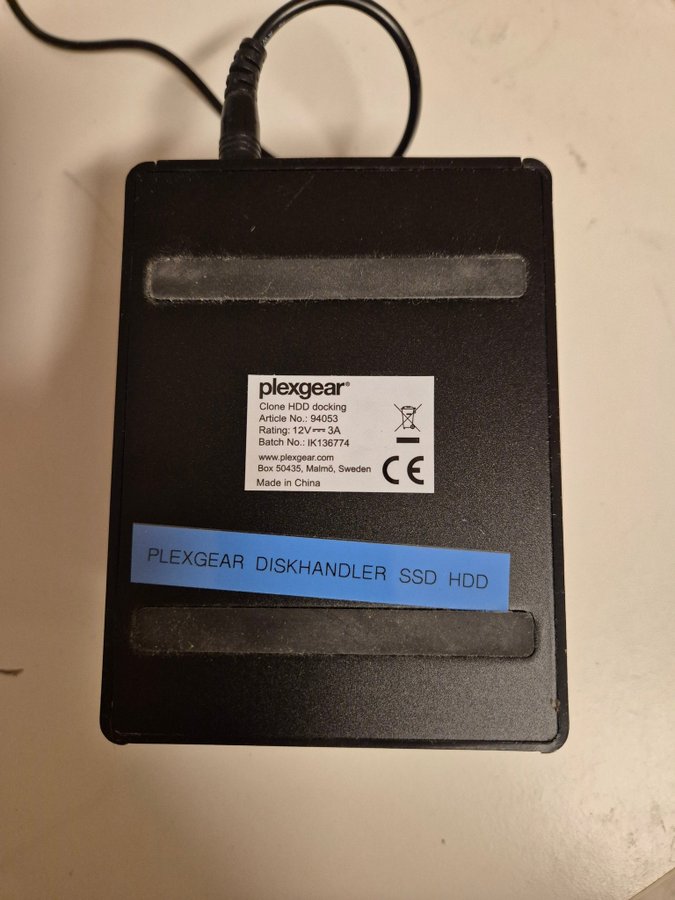 plexgear®
Clone HDD docking
Article No.: 94053
Rating: 12V⎓3A
Batch No.: IK136774
www.plexgear.com
Box 50435, Malmö, Sweden
Made in China
CE
PLEXGEAR DISKHANDLER SSD HDD